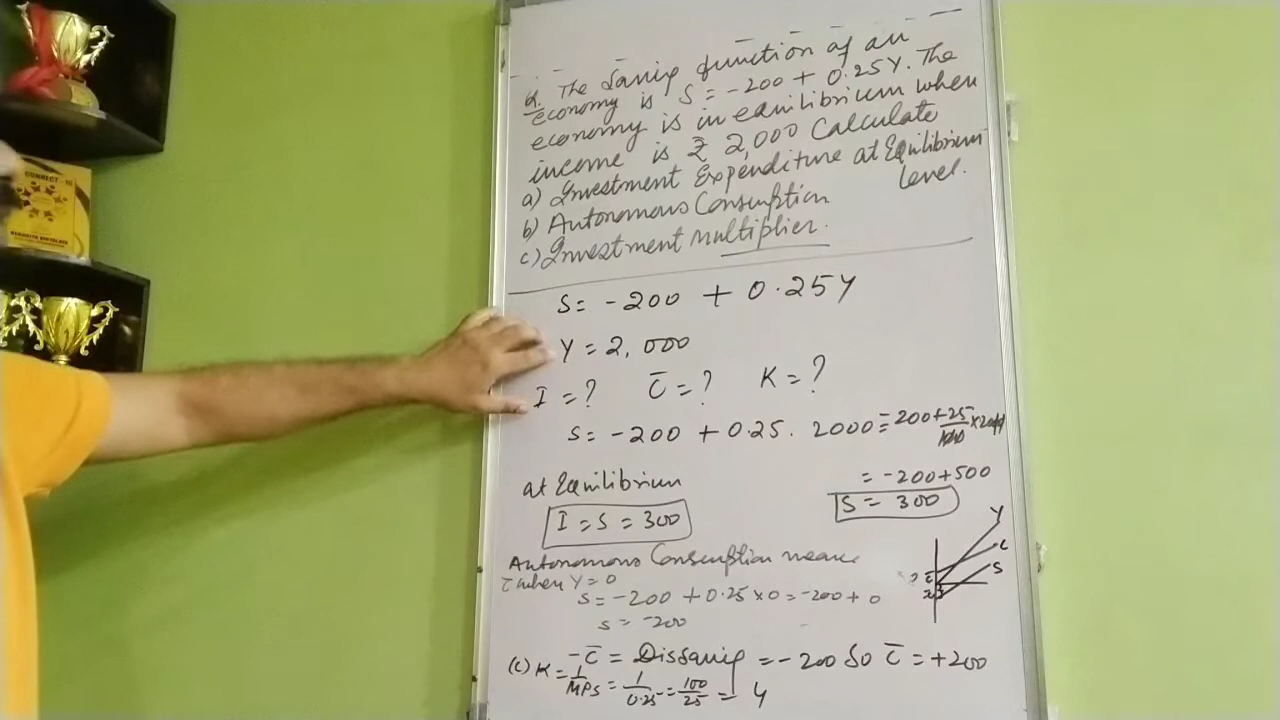 Q. The Saving function of an
economy is S = -200 + 0.25Y. The
economy is in equilibrium when
income is ₹ 2,000 Calculate
a) Investment Expenditure at Equilibrium
level.
b) Autonomous Consumption
c) Investment multiplier.
S = -200 + 0.25Y
Y = 2,000
I = ? C̄ = ? K = ?
S = -200 + 0.25. 2000 = 200 + 25/100 × 2000
= -200+500
S = 300
at Equilibrium
I = S = 300
Y
C
S
Autonomous Consumption means
C̄ when Y = 0
S = -200 + 0.25 × 0 = -200 + 0
S = -200
-C̄ = Dissaving = -200 So C̄ = +200
(C) K = 1/MPS = 1/0.25 = 100/25 = 4
CONNECT